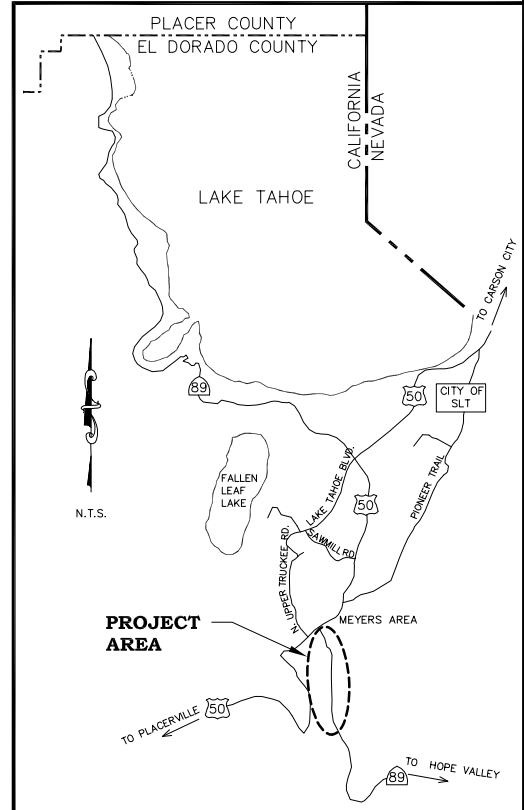 PLACER COUNTY
EL DORADO COUNTY
CALIFORNIA
NEVADA
LAKE TAHOE
TO CARSON CITY
89
50
CITY OF
SLT
N.T.S.
FALLEN
LEAF
LAKE
LAKE TAHOE BLVD.
50
PIONEER TRAIL
SAWMILL RD.
N. UPPER TRUCKEE RD.
PROJECT
AREA
MEYERS AREA
TO PLACERVILLE
50
TO HOPE VALLEY
89